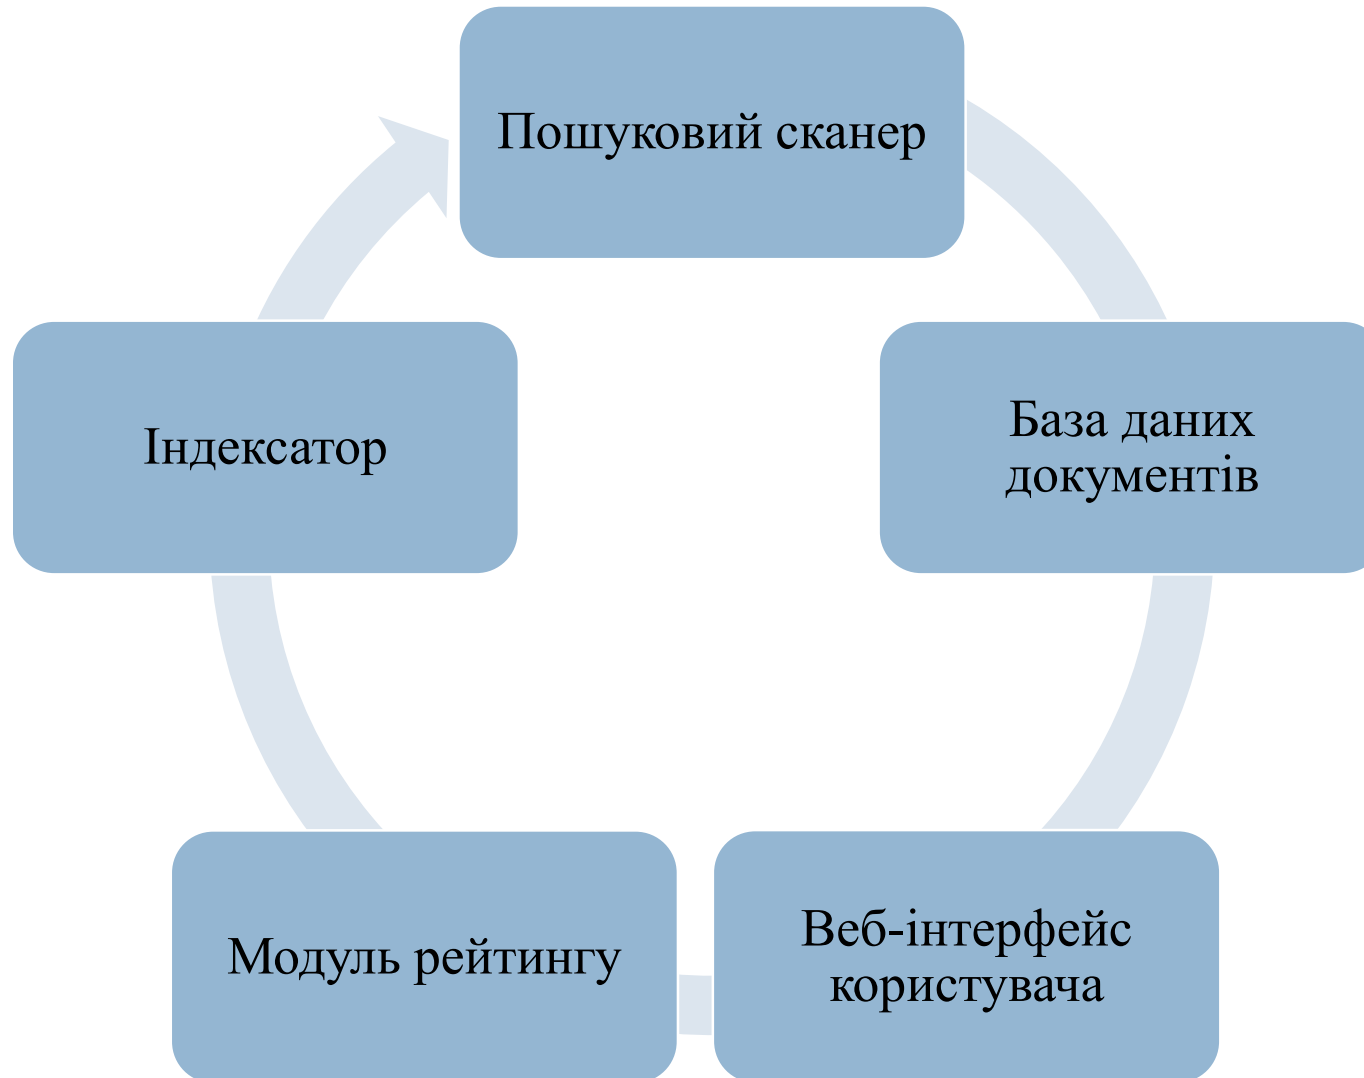 Пошуковий сканер
База даних
документів
Веб-інтерфейс
користувача
Модуль рейтингу
Індексатор